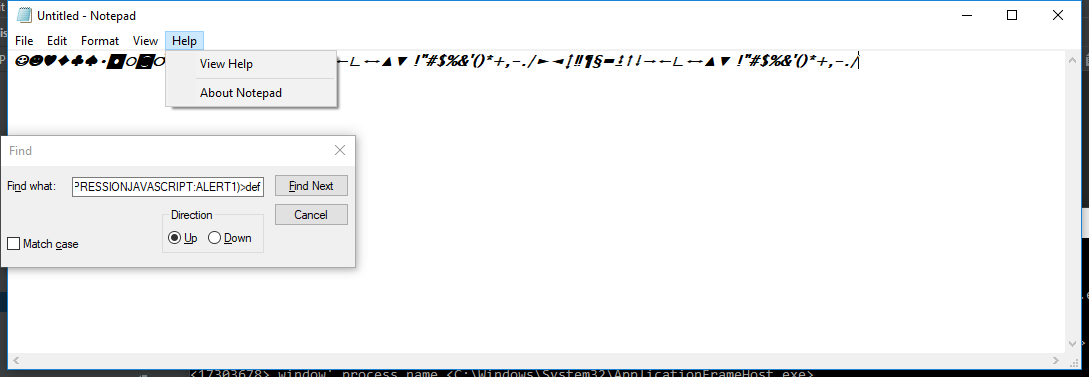 Untitled - Notepad
File Edit Format View Help
☺☻♥♦♣♠•◘○◙
←∟↔▲▼ !"#$%&'()*+,-./►◄↕‼¶§▬↨↑↓→←∟↔▲▼ !"#$%&'()*+,-./
View Help
About Notepad
Find
Find what:
PRESSIONJAVASCRIPT:ALERT1)>def
Find Next
Direction
Cancel
Up Down
Match case
<17303678> window' process name <C:\Windows\System32\ApplicationFrameHost.exe>